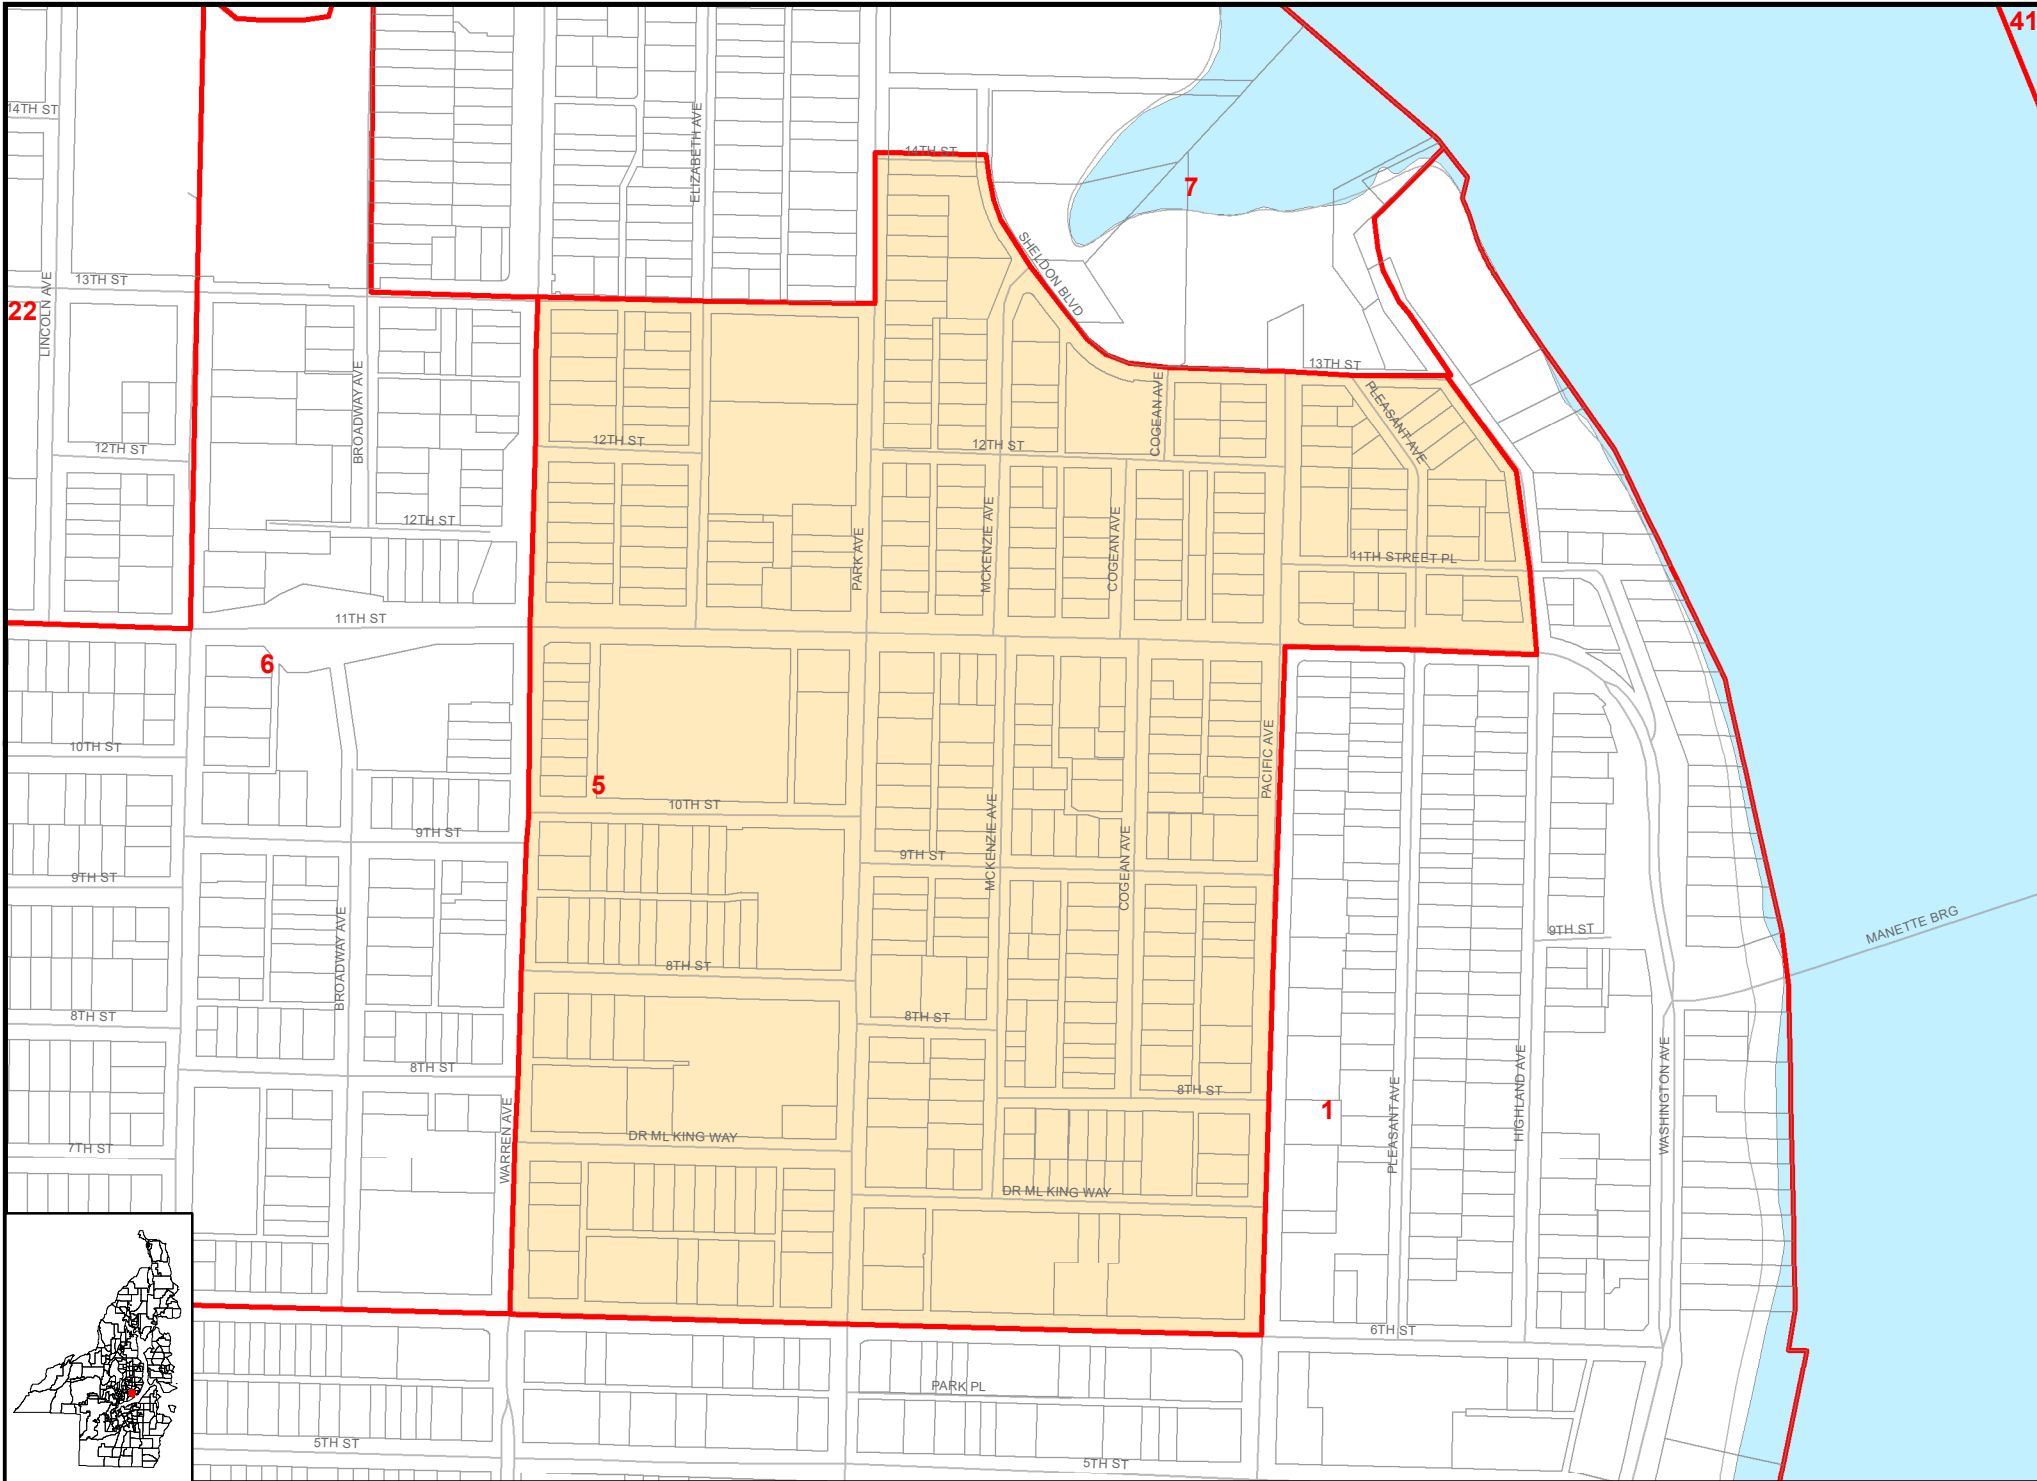 41
14TH ST
ELIZABETH AVE
14TH ST
7
SHELDON BLVD
13TH ST
22
LINCOLN AVE
13TH ST
BROADWAY AVE
COGEAN AVE
PLEASANT AVE
12TH ST
12TH ST
12TH ST
12TH ST
PARK AVE
MCKENZIE AVE
COGEAN AVE
11TH STREET PL
11TH ST
6
10TH ST
5
10TH ST
PACIFIC AVE
9TH ST
MCKENZIE AVE
COGEAN AVE
9TH ST
9TH ST
BROADWAY AVE
9TH ST
MANETTE BRG
8TH ST
8TH ST
8TH ST
8TH ST
8TH ST
1
WARREN AVE
PLEASANT AVE
HIGHLAND AVE
WASHINGTON AVE
7TH ST
DR ML KING WAY
DR ML KING WAY
6TH ST
PARK PL
5TH ST
5TH ST